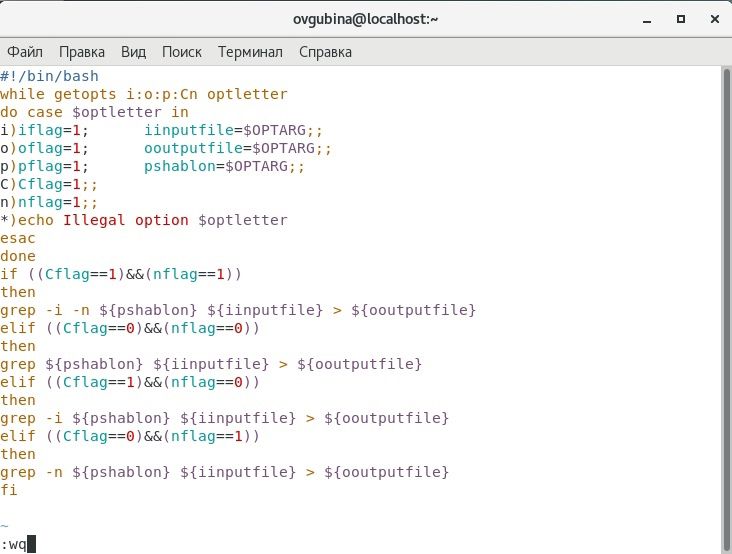 ovgubina@localhost:~
Файл Правка Вид Поиск Терминал Справка
#!/bin/bash
while getopts i:o:p:Cn optletter
do case $optletter in
i)iflag=1;      iinputfile=$OPTARG;;
o)oflag=1;      ooutputfile=$OPTARG;;
p)pflag=1;      pshablon=$OPTARG;;
C)Cflag=1;;
n)nflag=1;;
*)echo Illegal option $optletter
esac
done
if ((Cflag==1)&&(nflag==1))
then
grep -i -n ${pshablon} ${iinputfile} > ${ooutputfile}
elif ((Cflag==0)&&(nflag==0))
then
grep ${pshablon} ${iinputfile} > ${ooutputfile}
elif ((Cflag==1)&&(nflag==0))
then
grep -i ${pshablon} ${iinputfile} > ${ooutputfile}
elif ((Cflag==0)&&(nflag==1))
then
grep -n ${pshablon} ${iinputfile} > ${ooutputfile}
fi
~
:wq